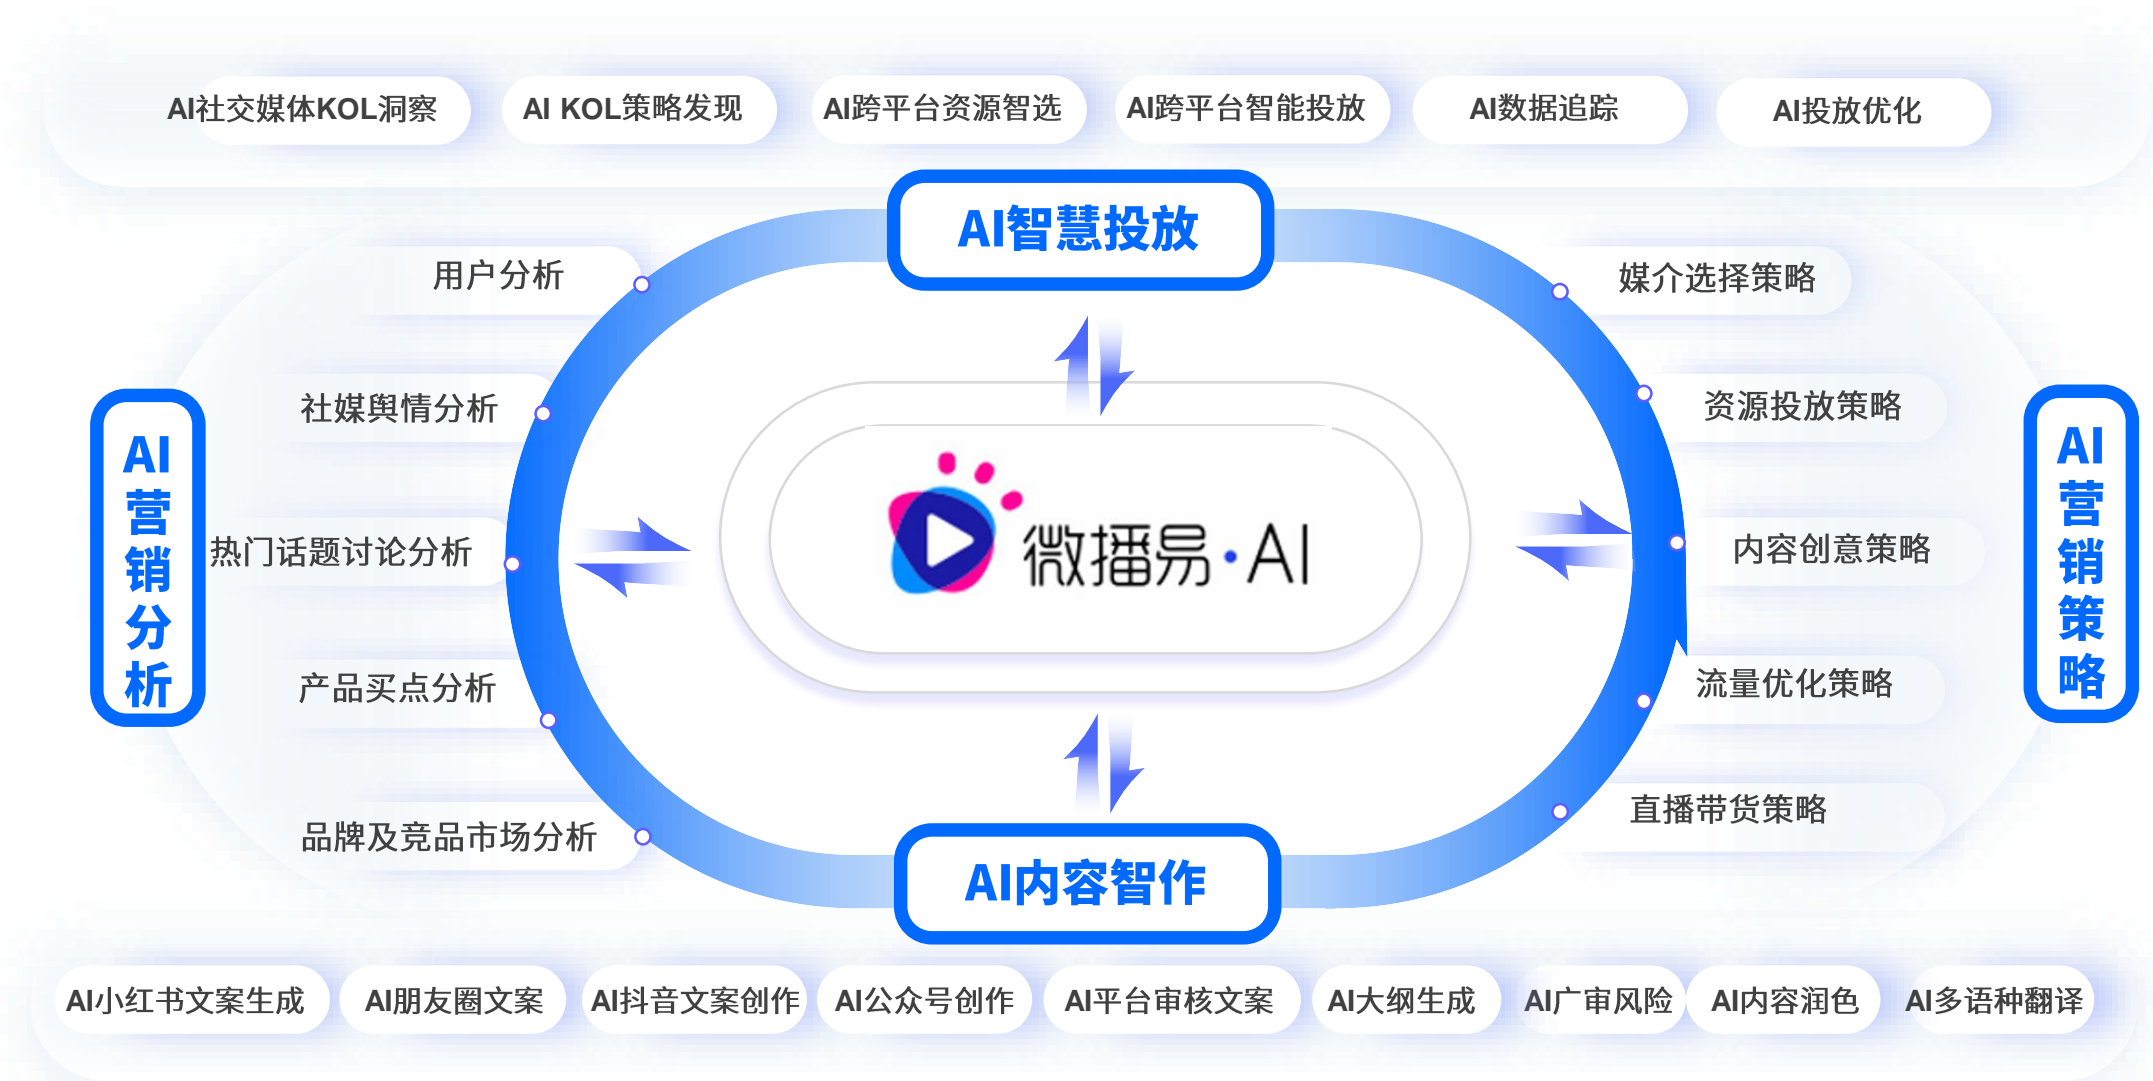 AI社交媒体KOL洞察
AI KOL策略发现
AI跨平台资源智选
AI跨平台智能投放
AI数据追踪
AI投放优化
AI智慧投放
用户分析
社媒舆情分析
热门话题讨论分析
产品买点分析
品牌及竞品市场分析
AI
营
销
分
析
微播易·AI
媒介选择策略
资源投放策略
内容创意策略
流量优化策略
直播带货策略
AI
营
销
策
略
AI内容智作
AI小红书文案生成
AI朋友圈文案
AI抖音文案创作
AI公众号创作
AI平台审核文案
AI大纲生成
AI广审风险
AI内容润色
AI多语种翻译